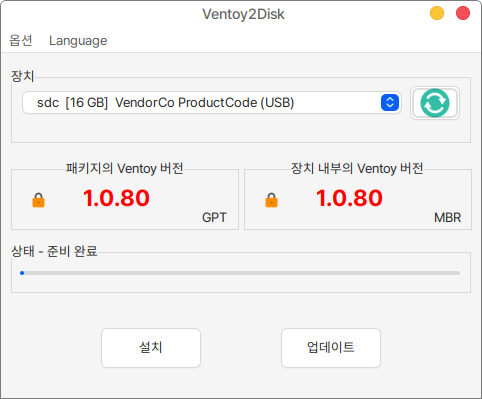 Ventoy2Disk
옵션 Language
장치
sdc [16 GB] VendorCo ProductCode (USB)
패키지의 Ventoy 버전
1.0.80
GPT
장치 내부의 Ventoy 버전
1.0.80
MBR
상태 - 준비 완료
설치
업데이트